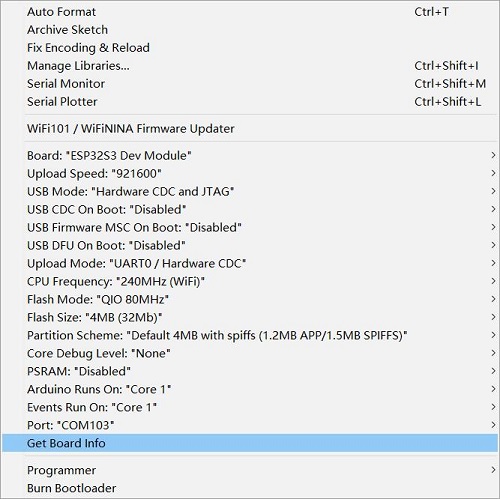 Auto Format Ctrl+T
Archive Sketch
Fix Encoding & Reload
Manage Libraries... Ctrl+Shift+I
Serial Monitor Ctrl+Shift+M
Serial Plotter Ctrl+Shift+L
WiFi101 / WiFiNINA Firmware Updater
Board: "ESP32S3 Dev Module"
Upload Speed: "921600"
USB Mode: "Hardware CDC and JTAG"
USB CDC On Boot: "Disabled"
USB Firmware MSC On Boot: "Disabled"
USB DFU On Boot: "Disabled"
Upload Mode: "UART0 / Hardware CDC"
CPU Frequency: "240MHz (WiFi)"
Flash Mode: "QIO 80MHz"
Flash Size: "4MB (32Mb)"
Partition Scheme: "Default 4MB with spiffs (1.2MB APP/1.5MB SPIFFS)"
Core Debug Level: "None"
PSRAM: "Disabled"
Arduino Runs On: "Core 1"
Events Run On: "Core 1"
Port: "COM103"
Get Board Info
Programmer
Burn Bootloader